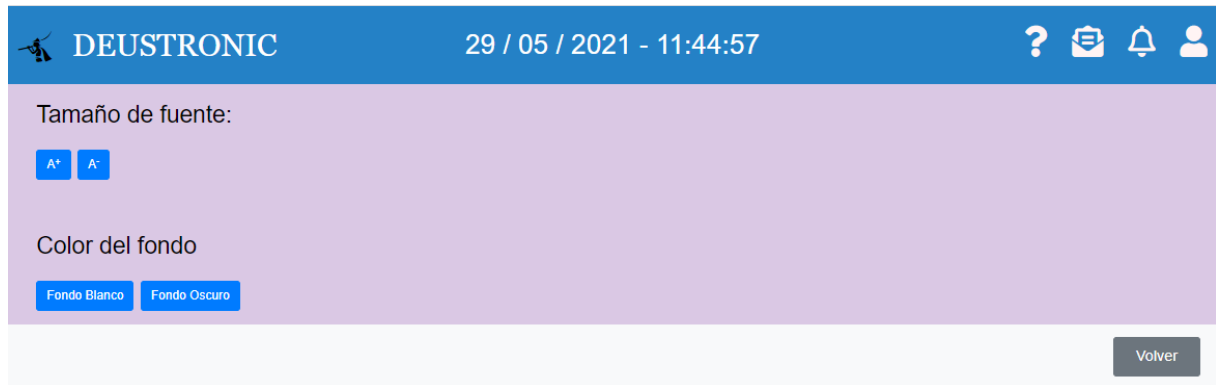 DEUSTRONIC 29 / 05 / 2021 - 11:44:57 ?
Tamaño de fuente:
A+ A-
Color del fondo
Fondo Blanco Fondo Oscuro
Volver